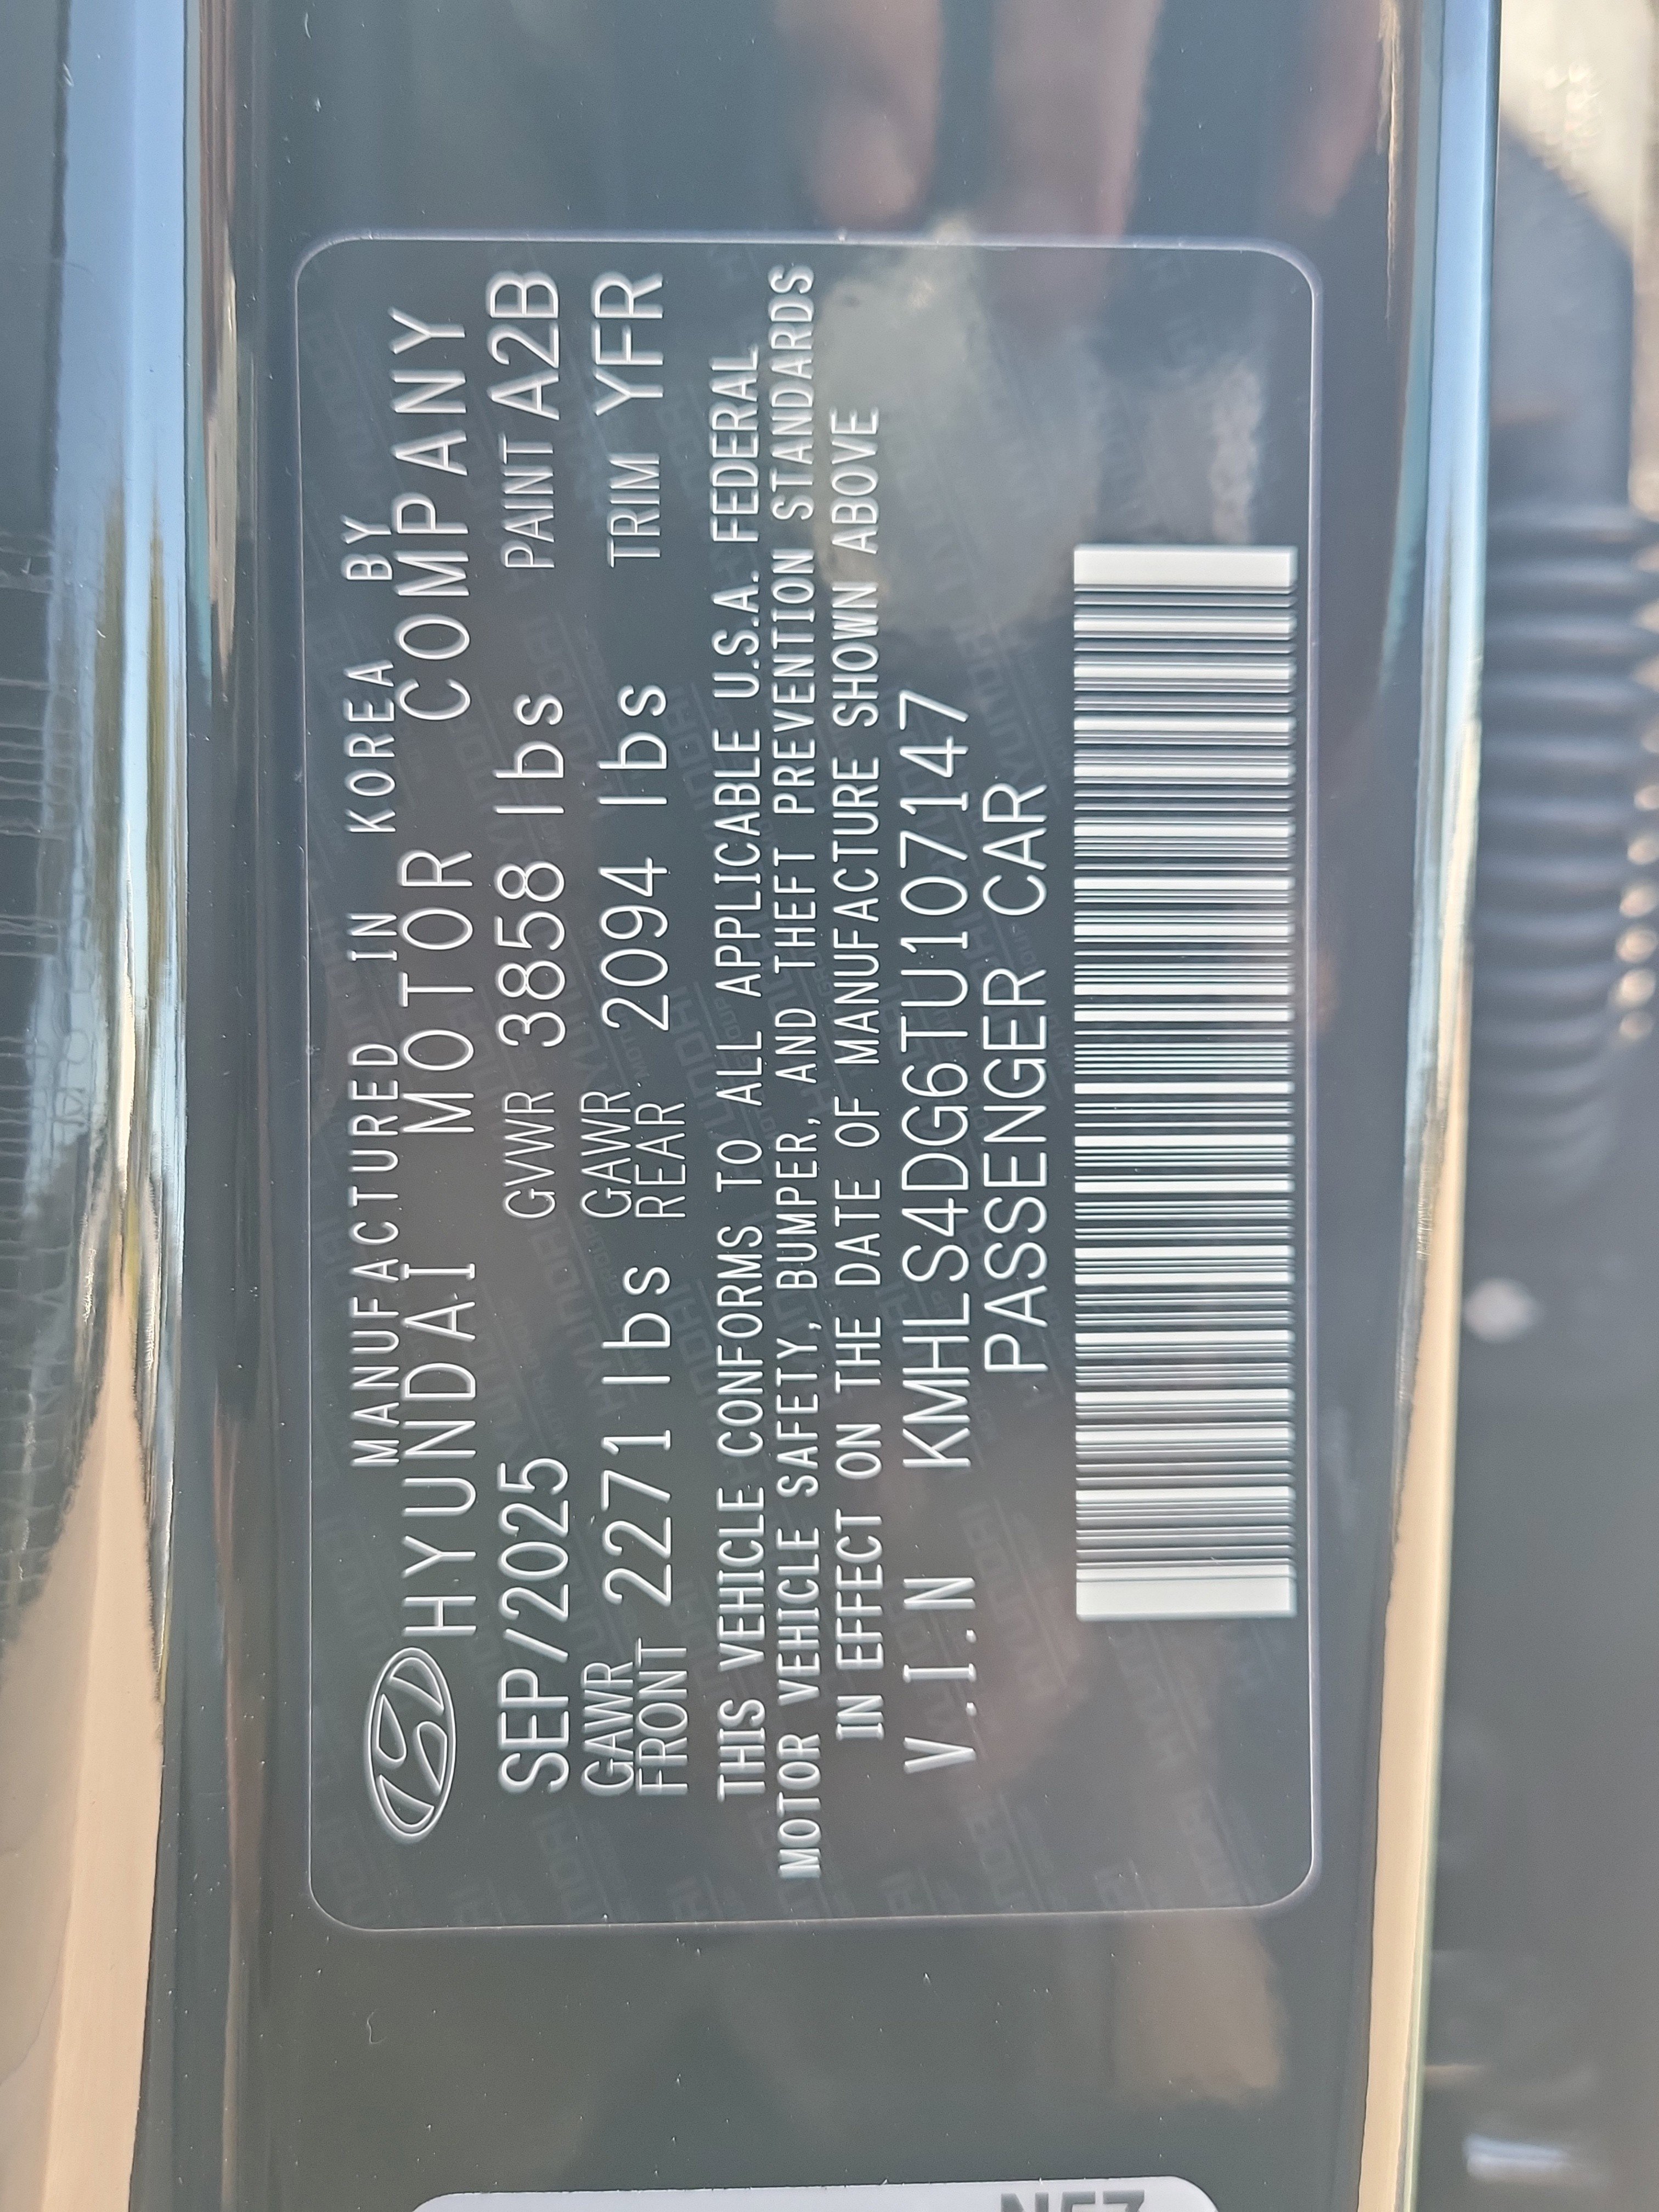 MANUFACTURED IN KOREA BY
HYUNDAI MOTOR COMPANY
SEP/2025 GVWR 3858 lbs PAINT A2B
GAWR FRONT 2271 lbs GAWR REAR 2094 lbs TRIM YFR
THIS VEHICLE CONFORMS TO ALL APPLICABLE U.S.A. FEDERAL
MOTOR VEHICLE SAFETY, BUMPER, AND THEFT PREVENTION STANDARDS
IN EFFECT ON THE DATE OF MANUFACTURE SHOWN ABOVE
V.I.N KMHLS4DG6TU107147
PASSENGER CAR